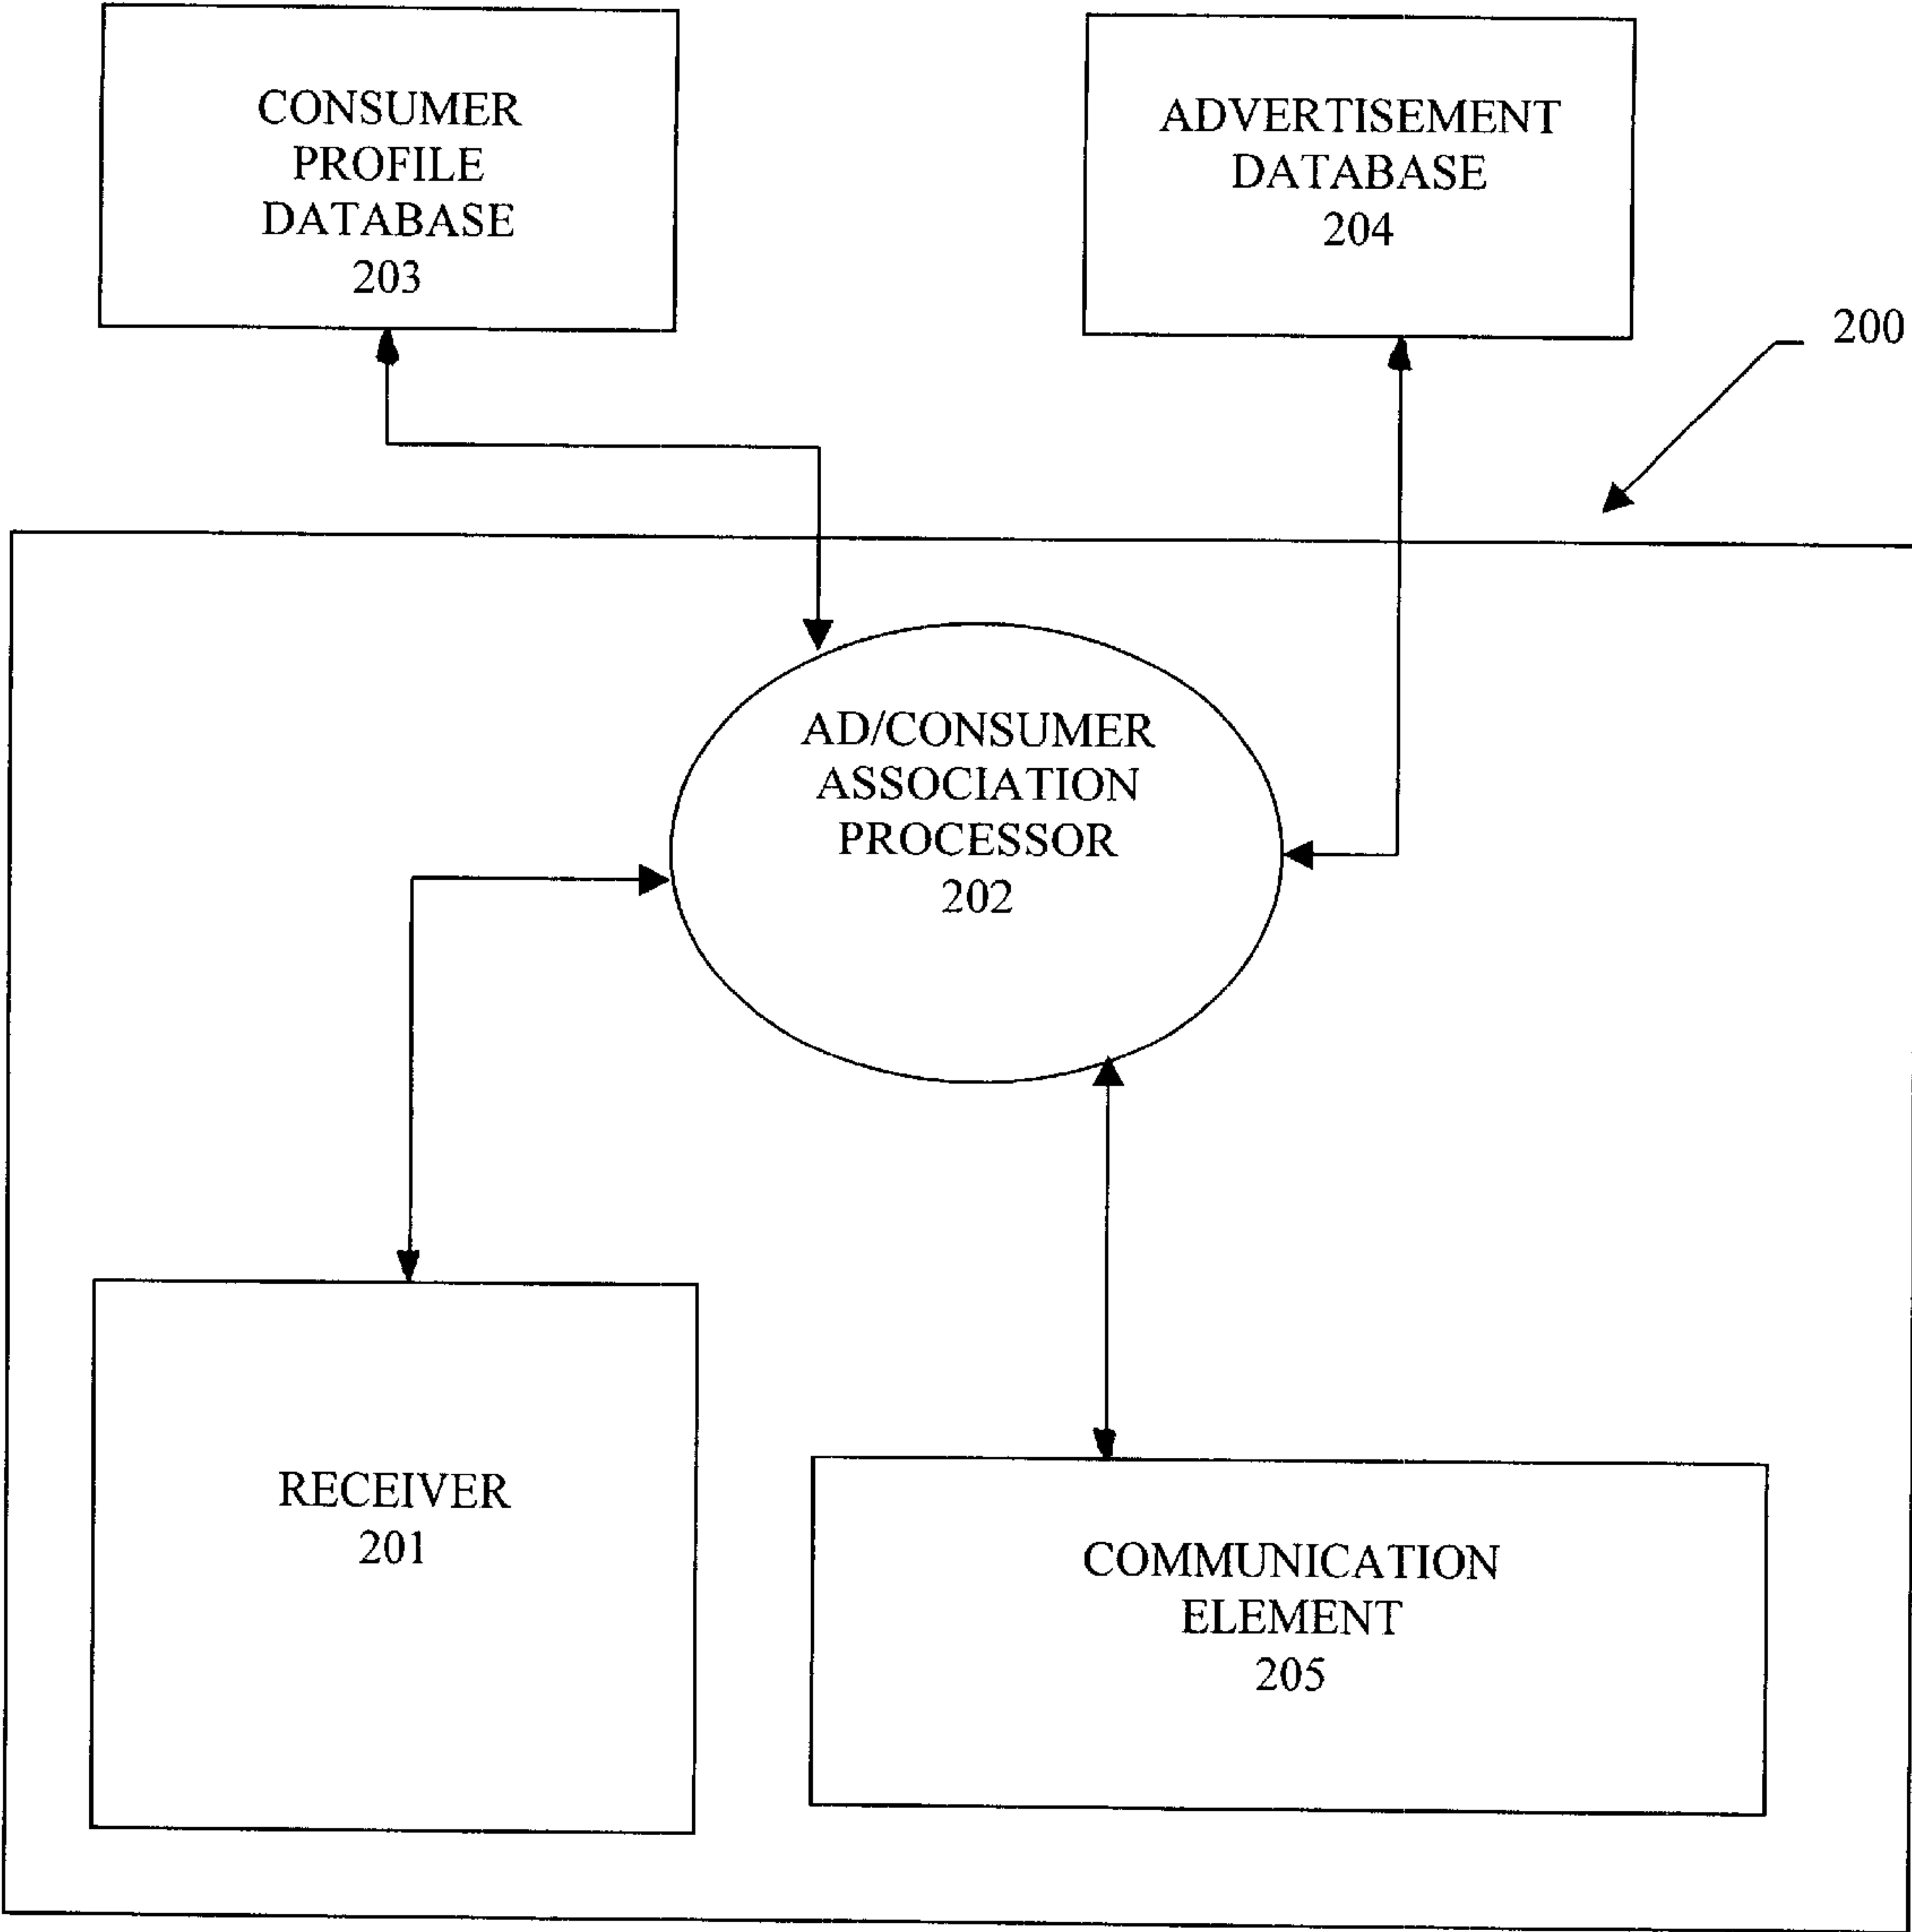 CONSUMER
PROFILE
DATABASE
203
ADVERTISEMENT
DATABASE
204
200
AD/CONSUMER
ASSOCIATION
PROCESSOR
202
RECEIVER
201
COMMUNICATION
ELEMENT
205